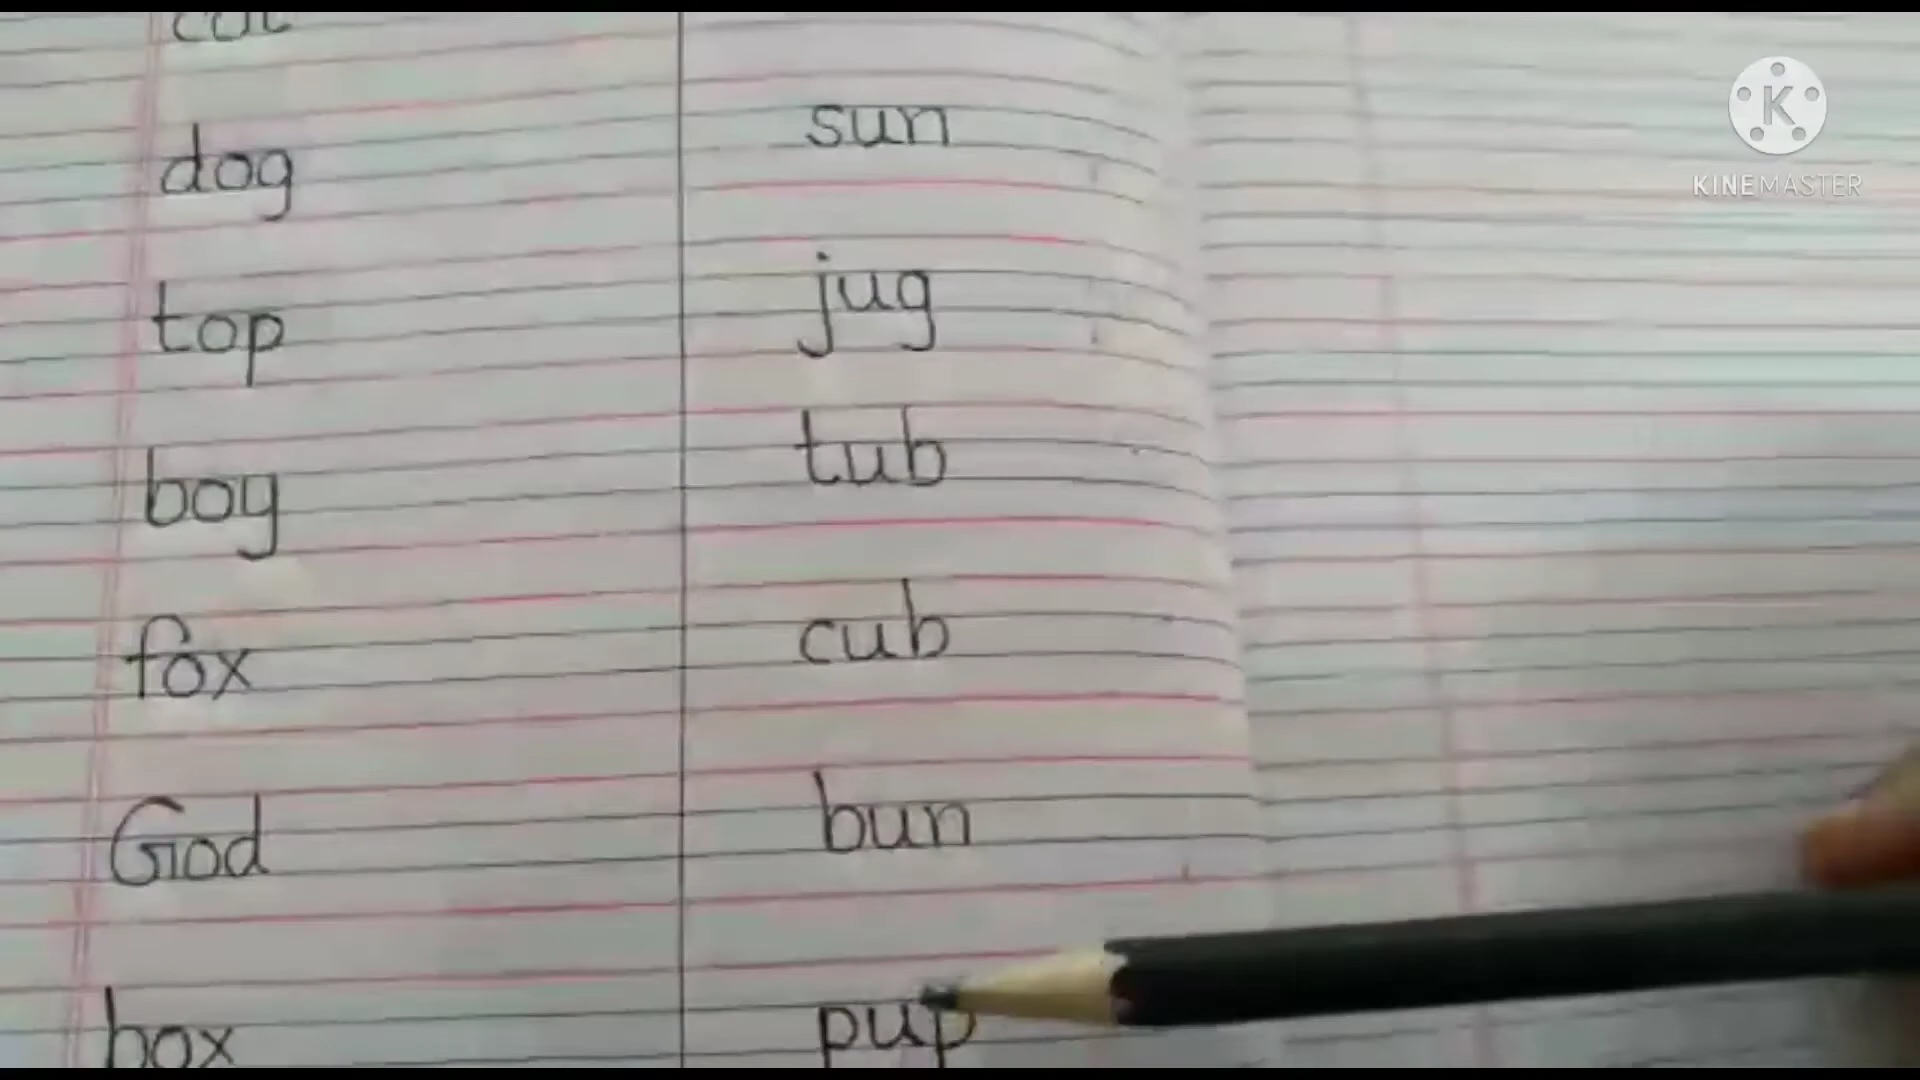 dog
top
boy
fox
God
box
sun
jug
tub
cub
bun
pup
KINEMASTER